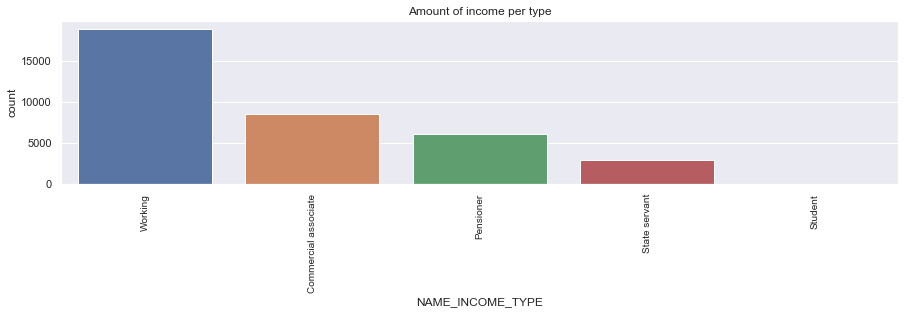 Amount of income per type
count
15000
10000
5000
0
Working
Commercial associate
Pensioner
State servant
Student
NAME_INCOME_TYPE